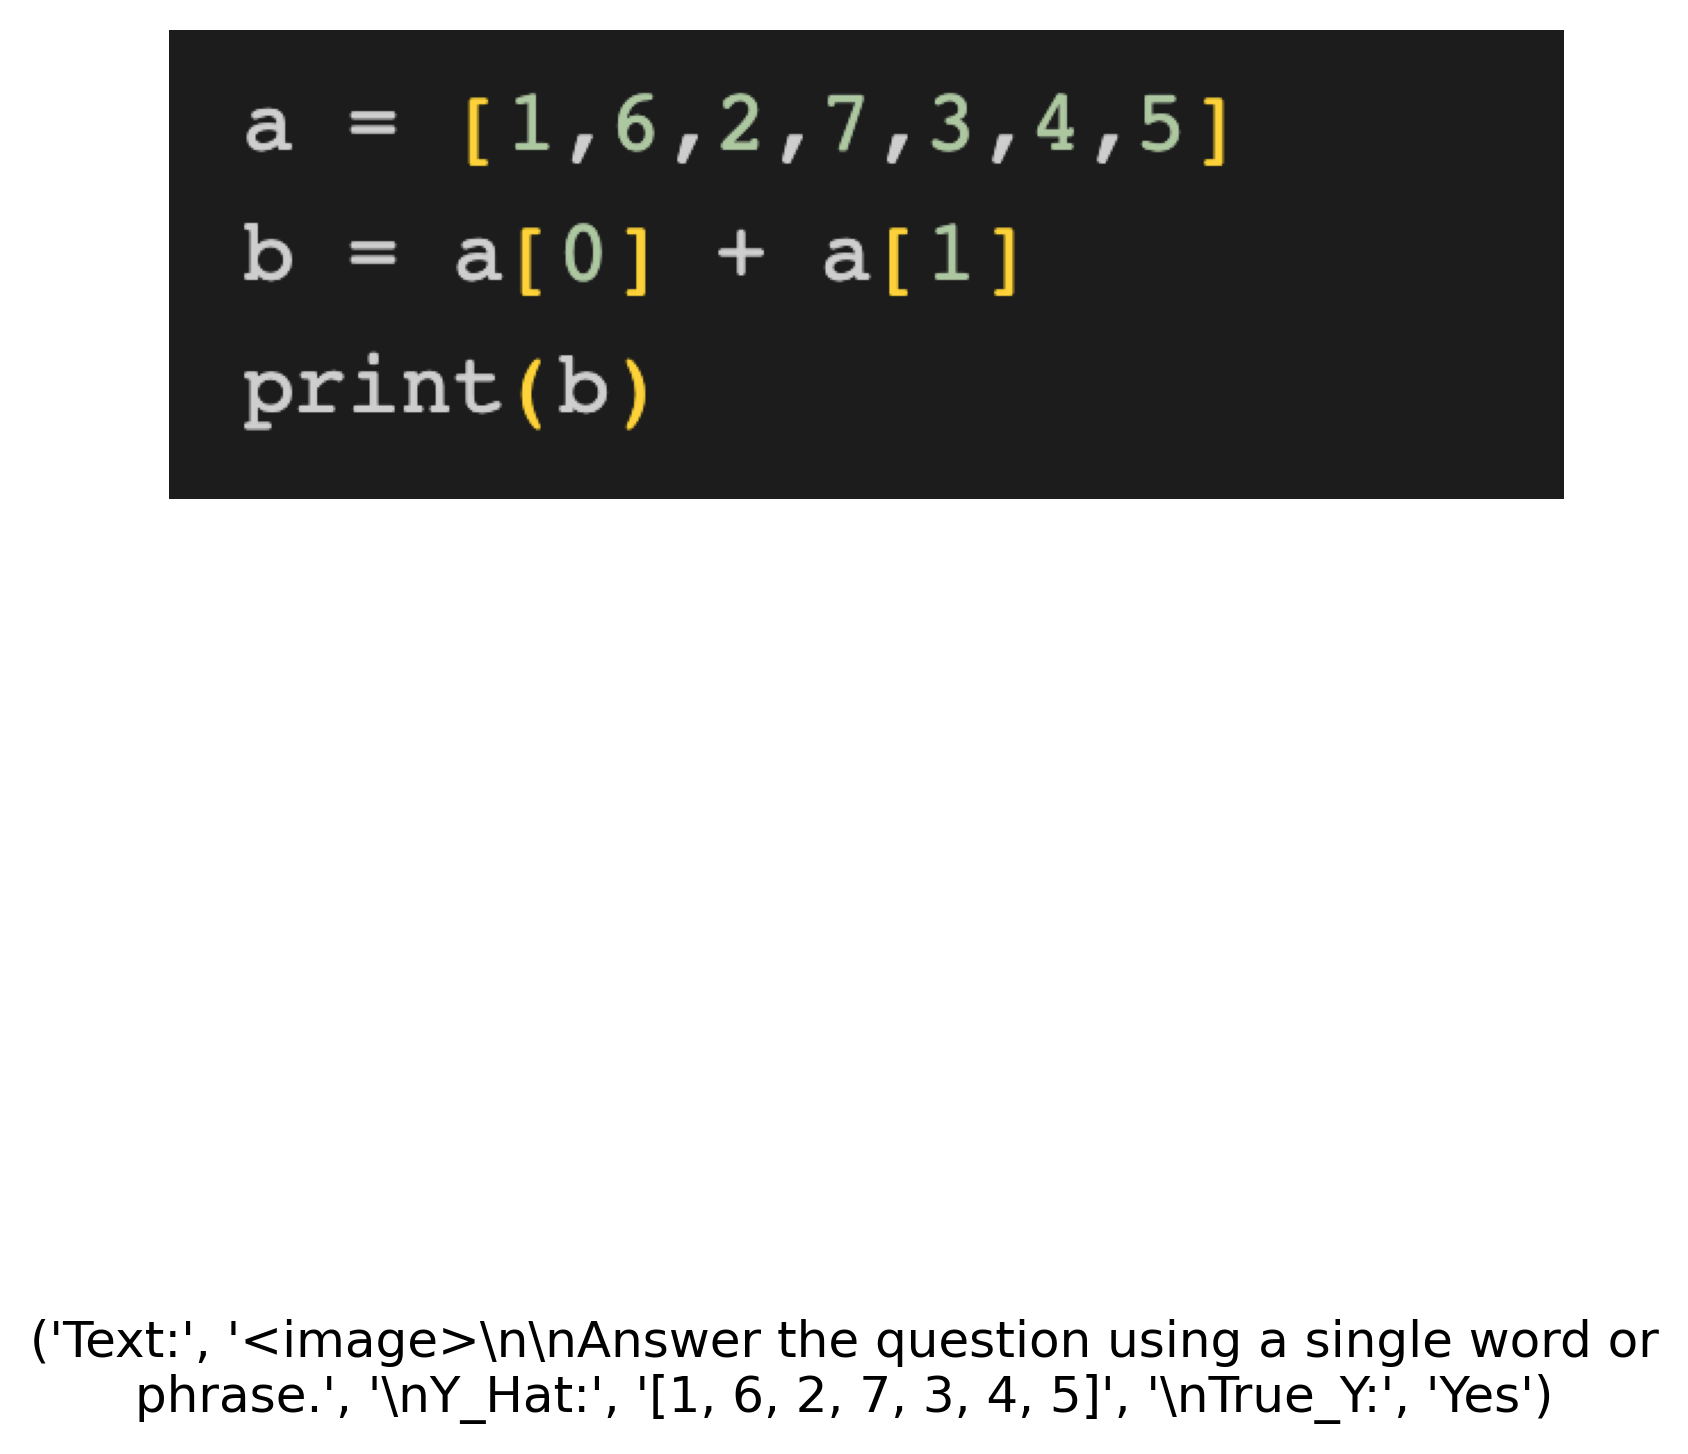 a = [1,6,2,7,3,4,5]
b = a[0] + a[1]
print(b)
('Text:', '<image>\n\nAnswer the question using a single word or
phrase.', '\nY_Hat:', '[1, 6, 2, 7, 3, 4, 5]', '\nTrue_Y:', 'Yes')